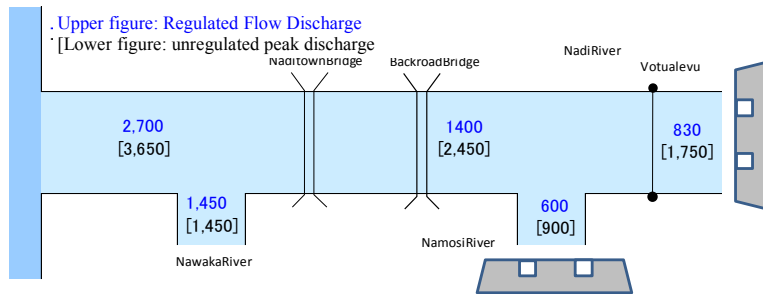 . Upper figure: Regulated Flow Discharge
[Lower figure: unregulated peak discharge
NaditownBridge
BackroadBridge
NadiRiver
Votualevu
2,700
[3,650]
1400
[2,450]
830
[1,750]
1,450
[1,450]
600
[900]
NawakaRiver
NamosiRiver